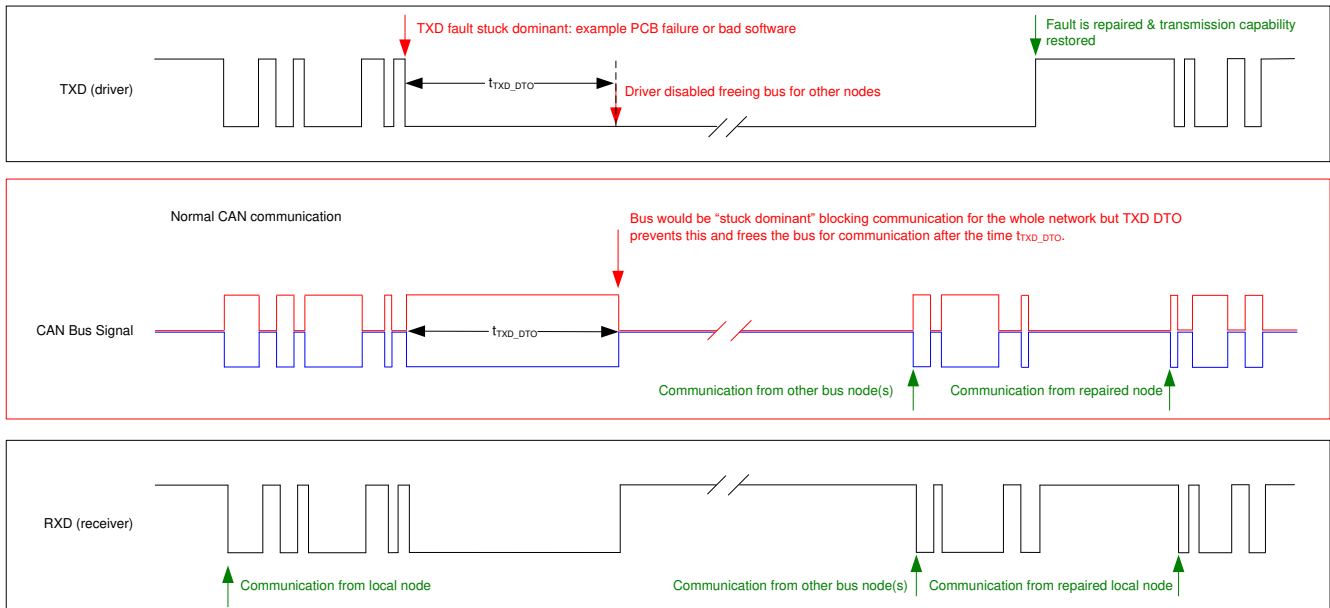 TXD fault stuck dominant: example PCB failure or bad software
Fault is repaired & transmission capability
restored
TXD (driver)
tTXD_DTO
Driver disabled freeing bus for other nodes
Normal CAN communication
Bus would be “stuck dominant” blocking communication for the whole network but TXD DTO
prevents this and frees the bus for communication after the time tTXD_DTO.
CAN Bus Signal
tTXD_DTO
Communication from other bus node(s)
Communication from repaired node
RXD (receiver)
Communication from local node
Communication from other bus node(s)
Communication from repaired local node